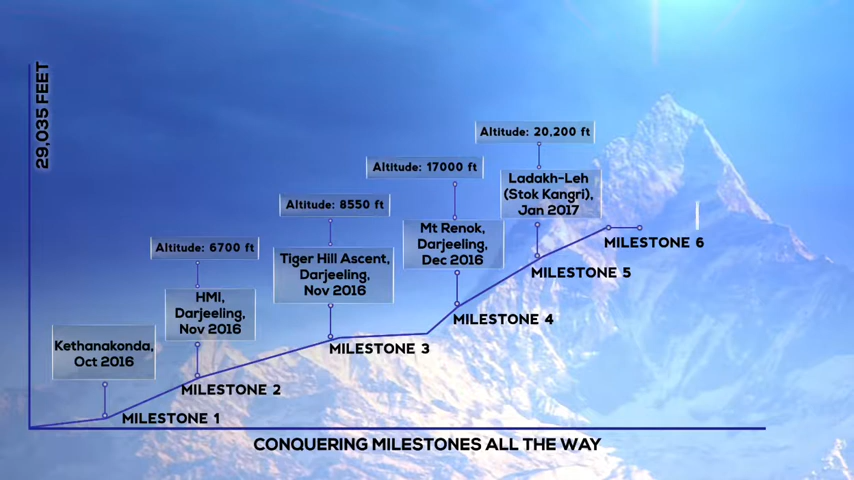 29,035 FEET
Altitude: 20,200 ft
Ladakh-Leh
(Stok Kangri),
Jan 2017
MILESTONE 6
MILESTONE 5
Altitude: 17000 ft
Mt Renok,
Darjeeling,
Dec 2016
MILESTONE 4
Altitude: 8550 ft
Tiger Hill Ascent,
Darjeeling,
Nov 2016
MILESTONE 3
Altitude: 6700 ft
HMI,
Darjeeling,
Nov 2016
MILESTONE 2
Kethanakonda,
Oct 2016
MILESTONE 1
CONQUERING MILESTONES ALL THE WAY